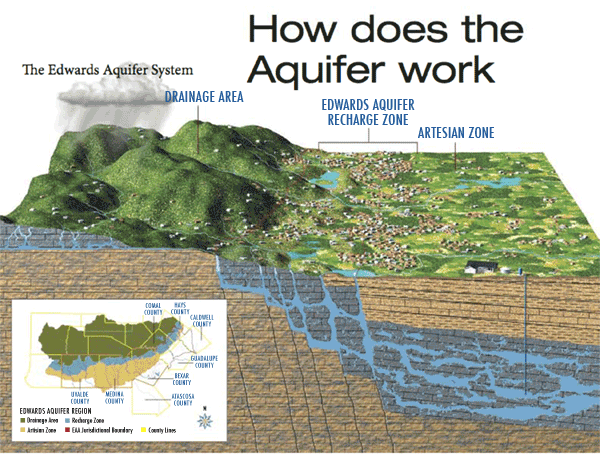 How does the
Aquifer work
The Edwards Aquifer System
DRAINAGE AREA
EDWARDS AQUIFER
RECHARGE ZONE
ARTESIAN ZONE
COMAL
COUNTY
HAYS
COUNTY
CALDWELL
COUNTY
GUADALUPE
COUNTY
BEXAR
COUNTY
ATASCOSA
COUNTY
UVALDE
COUNTY
MEDINA
COUNTY
EDWARDS AQUIFER REGION
Drainage Area
Recharge Zone
Artisian Zone
EAA Jurisdictional Boundary
County Lines
N